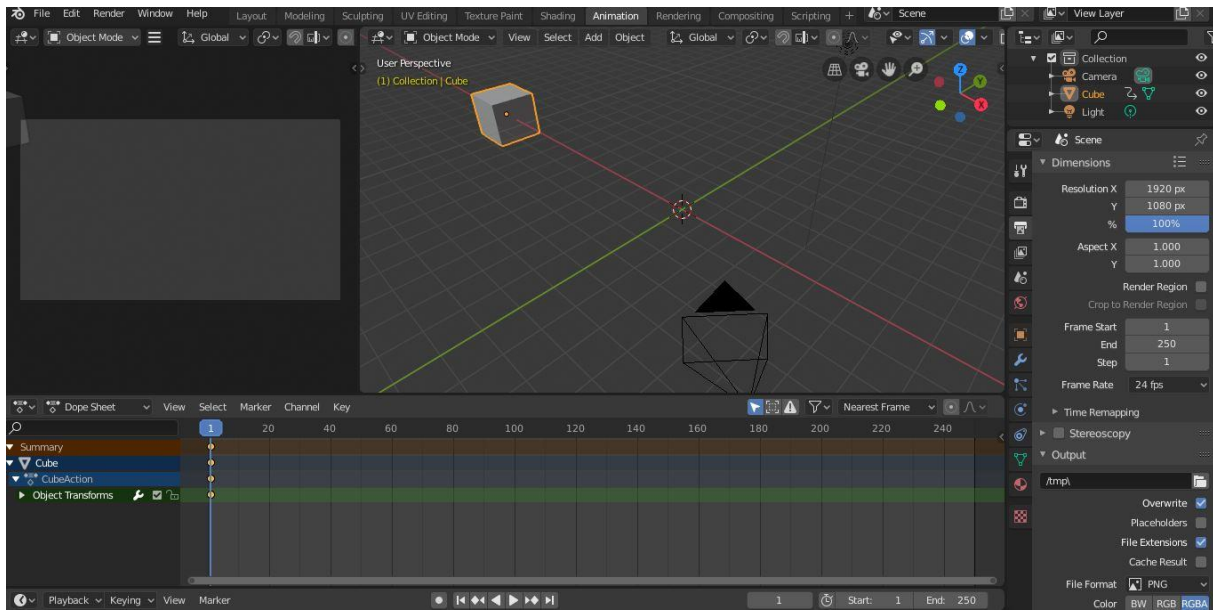 File Edit Render Window Help Layout Modeling Sculpting UV Editing Texture Paint Shading Animation Rendering Compositing Scripting + Scene View Layer
Object Mode Global Object Mode View Select Add Object Global
User Perspective
(1) Collection | Cube
Z
Y
X
Collection
Camera
Cube
Light
Scene
Dimensions
Resolution X 1920 px
Y 1080 px
% 100%
Aspect X 1.000
Y 1.000
Render Region
Crop to Render Region
Frame Start 1
End 250
Step 1
Frame Rate 24 fps
Time Remapping
Stereoscopy
Output
/tmp\
Overwrite
Placeholders
File Extensions
Cache Result
File Format PNG
Color BW RGB RGBA
Dope Sheet View Select Marker Channel Key Nearest Frame
1 20 40 60 80 100 120 140 160 180 200 220 240
Summary
Cube
CubeAction
Object Transforms
Playback Keying View Marker 1 Start: 1 End: 250